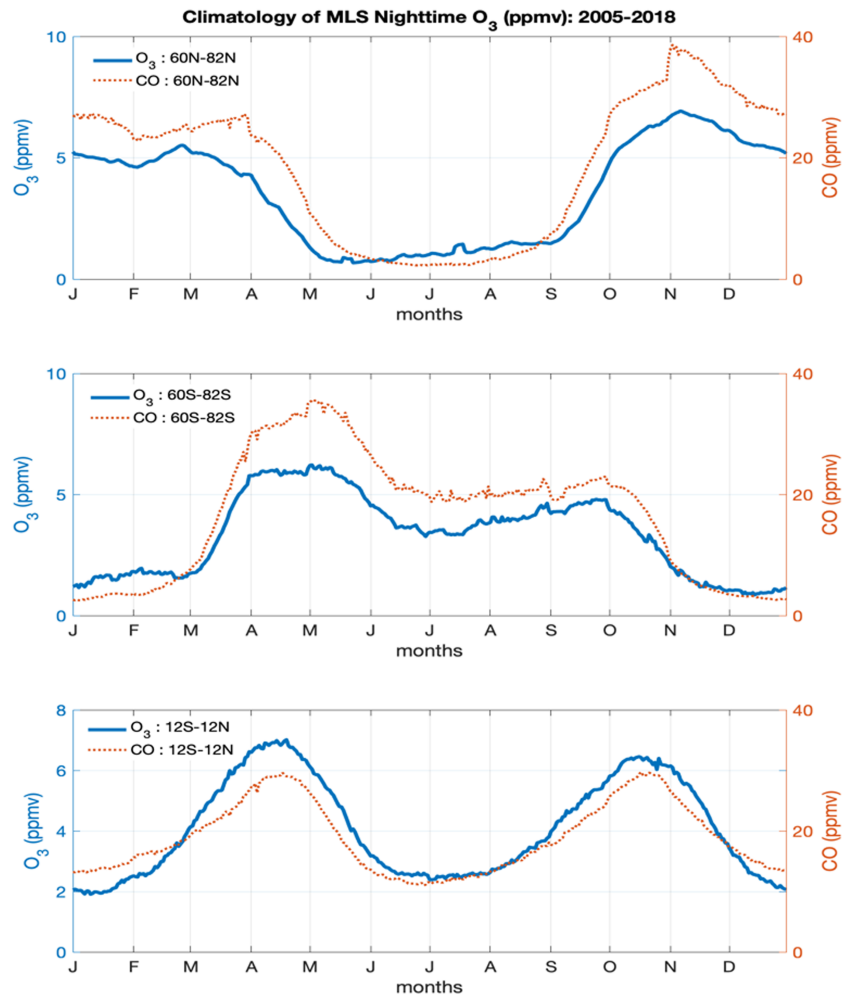 Climatology of MLS Nighttime O3 (ppmv): 2005-2018
10
5
0
O3 (ppmv)
O3 : 60N-82N
CO : 60N-82N
40
20
0
CO (ppmv)
J F M A M J J A S O N D
months
10
5
0
O3 (ppmv)
O3 : 60S-82S
CO : 60S-82S
40
20
0
CO (ppmv)
J F M A M J J A S O N D
months
8
6
4
2
0
O3 (ppmv)
O3 : 12S-12N
CO : 12S-12N
40
20
0
CO (ppmv)
J F M A M J J A S O N D
months